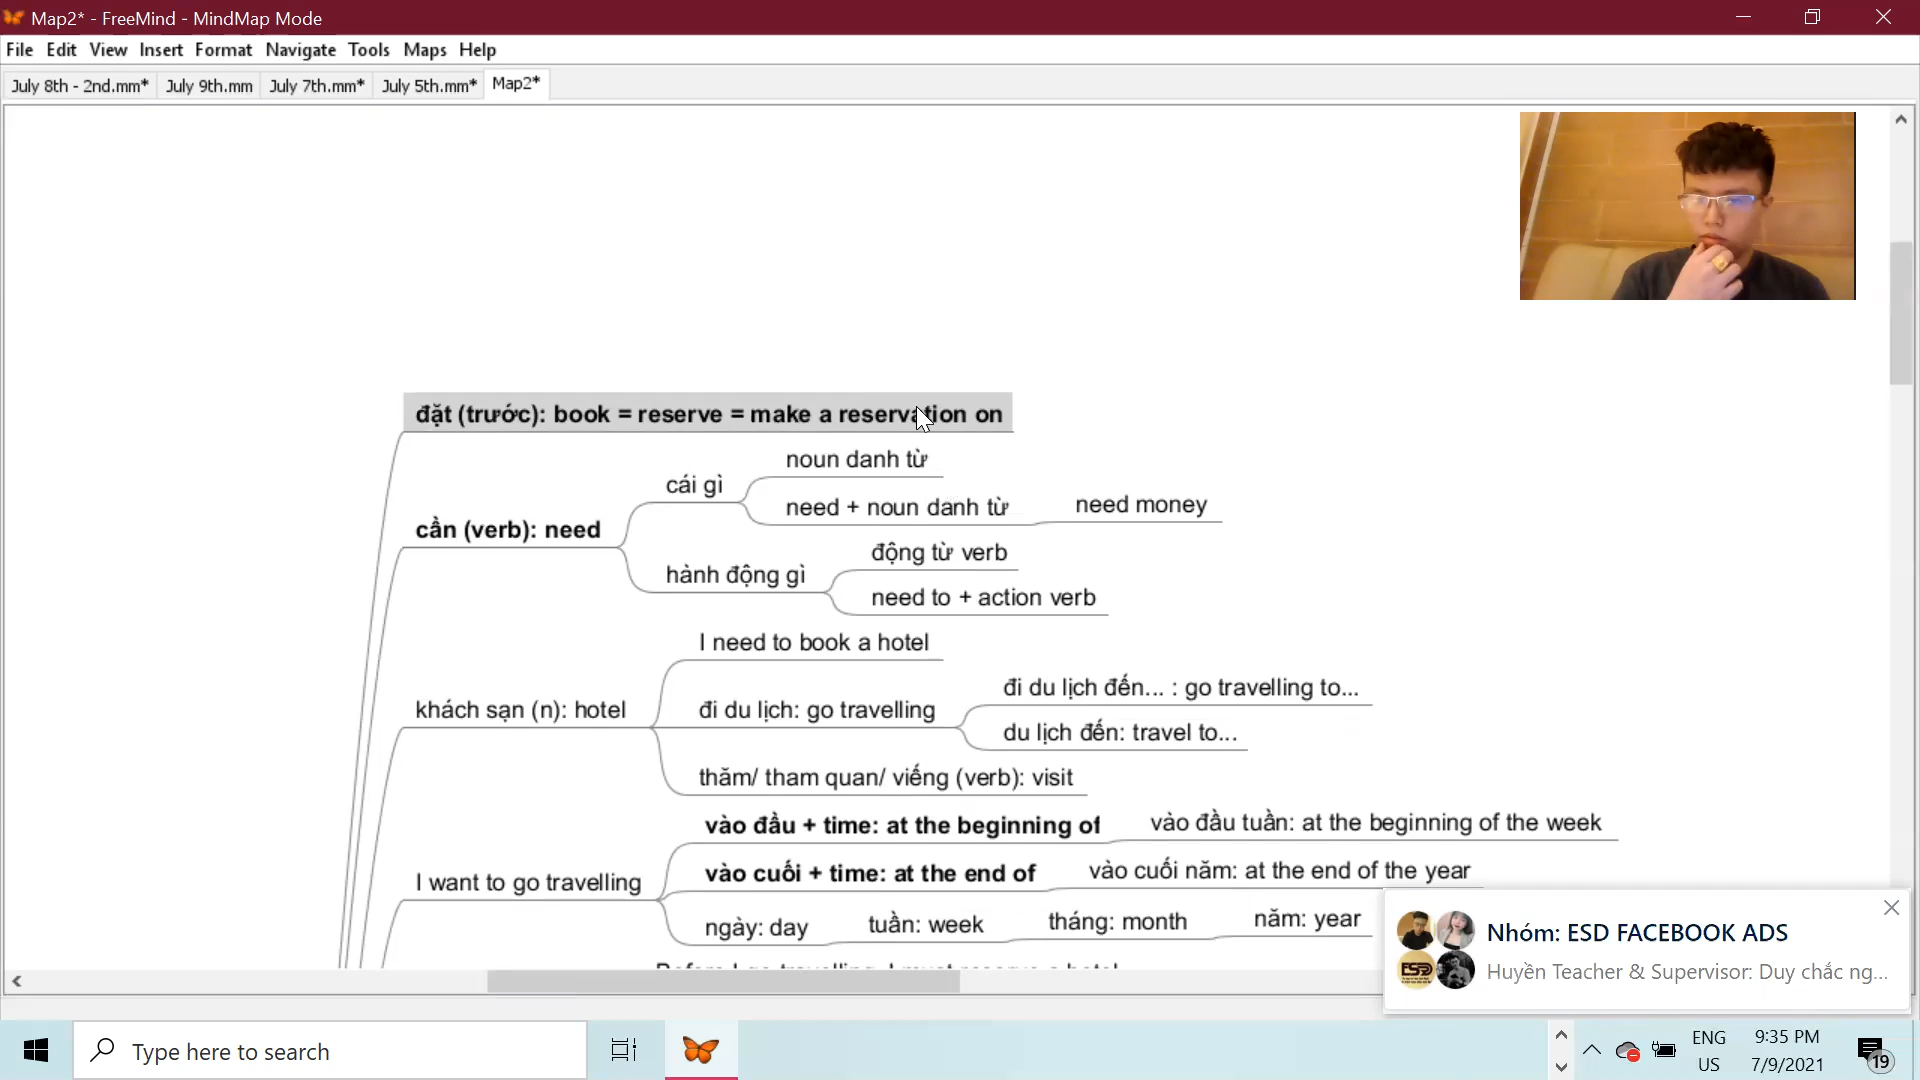 Map2* - FreeMind - MindMap Mode
File Edit View Insert Format Navigate Tools Maps Help
July 8th - 2nd.mm* July 9th.mm July 7th.mm* July 5th.mm* Map2*
đặt (trước): book = reserve = make a reservation on
noun danh từ
cái gì
need + noun danh từ need money
cần (verb): need
động từ verb
hành động gì
need to + action verb
I need to book a hotel
đi du lịch đến... : go travelling to...
khách sạn (n): hotel đi du lịch: go travelling
du lịch đến: travel to...
thăm/ tham quan/ viếng (verb): visit
vào đầu + time: at the beginning of vào đầu tuần: at the beginning of the week
vào cuối + time: at the end of vào cuối năm: at the end of the year
I want to go travelling
ngày: day tuần: week tháng: month năm: year
Before I go travelling, I must reserve a hotel
Nhóm: ESD FACEBOOK ADS
ESD
Huyền Teacher & Supervisor: Duy chắc ng...
Type here to search
ENG
US
9:35 PM
7/9/2021
19